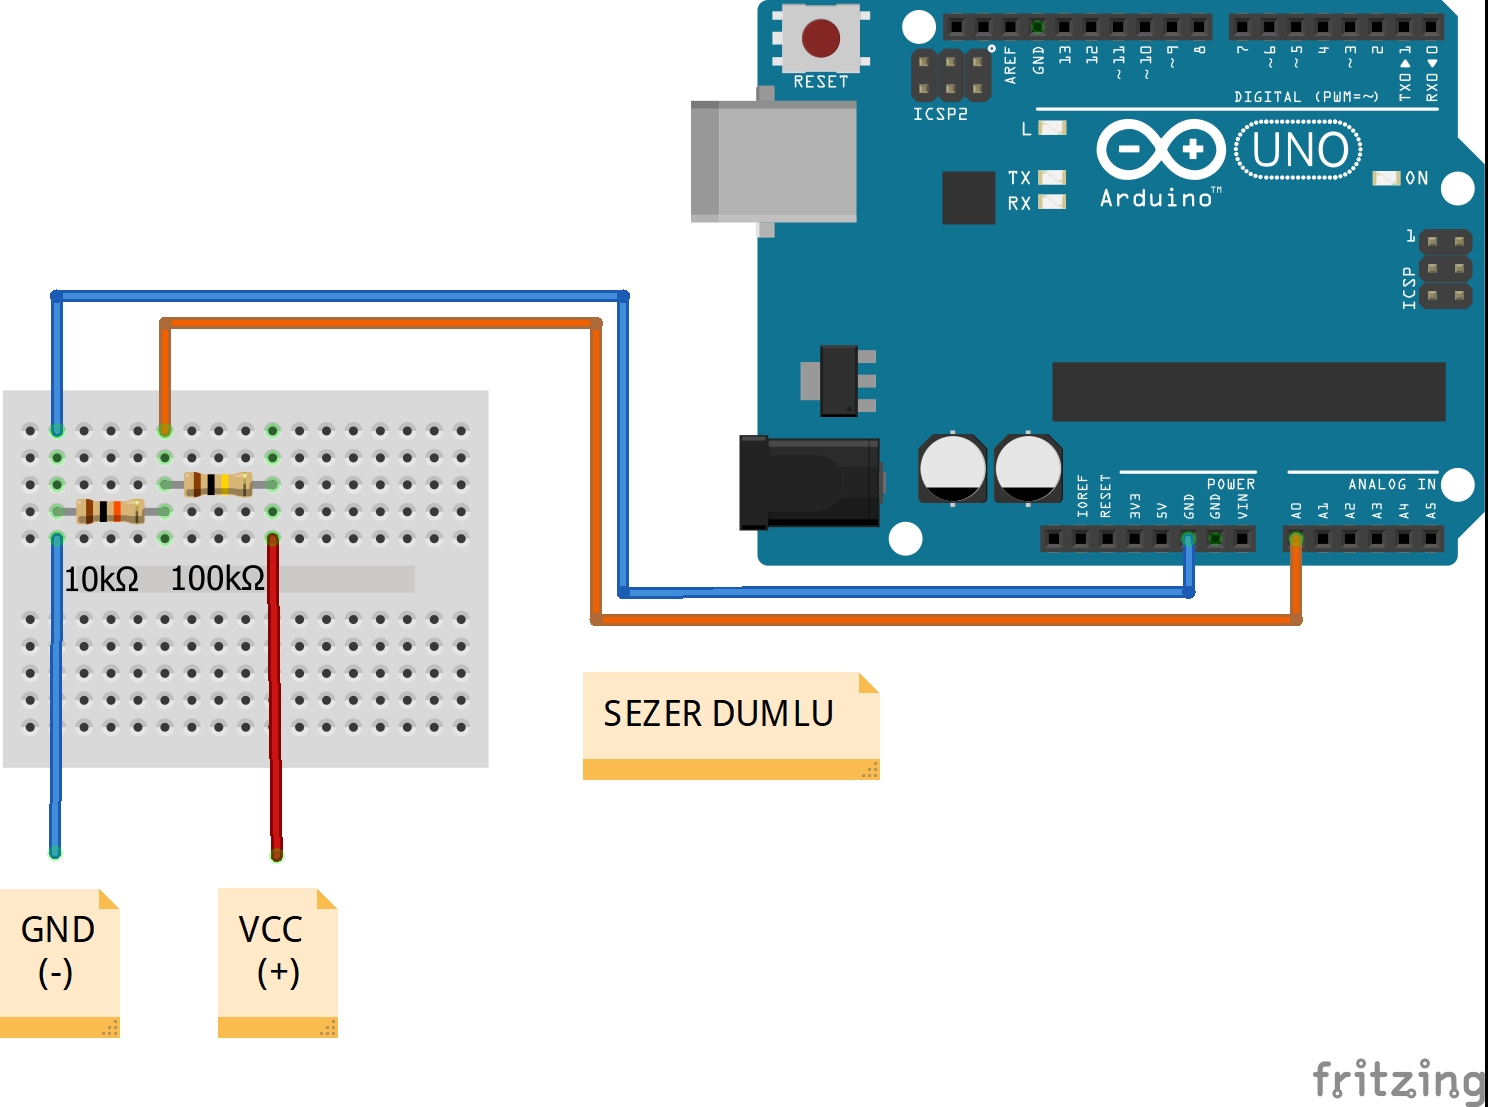 RESET
AREF
GND
13
12
~11
~10
~9
8
7
~6
~5
4
~3
2
TX0▶1
RX0◀0
ICSP2
DIGITAL (PWM=~)
L
TX
RX
UNO
Arduino™
ON
1
ICSP
POWER
ANALOG IN
IOREF
RESET
3V3
5V
GND
GND
VIN
A0
A1
A2
A3
A4
A5
10kΩ
100kΩ
SEZER DUMLU
GND
(-)
VCC
(+)
fritzing